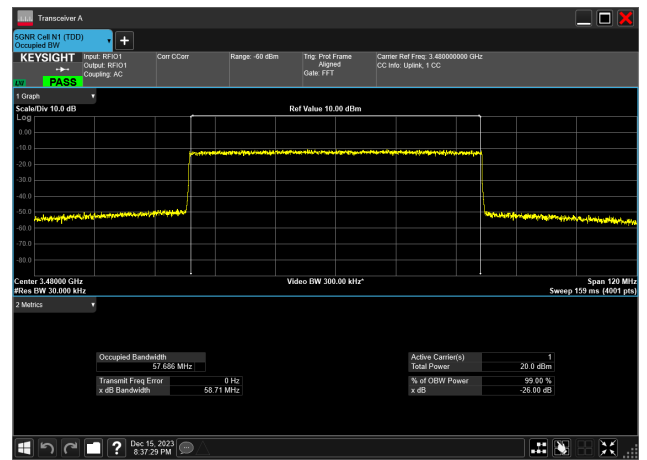 Transceiver A
5GNR Cell N1 (TDD)
Occupied BW
KEYSIGHT
PASS
Input: RFIO1
Output: RFIO1
Coupling: AC
Corr CCorr
Range: -60 dBm
Trig: Prot Frame
Aligned
Gate: FFT
Carrier Ref Freq: 3.480000000 GHz
CC Info: Uplink, 1 CC
1 Graph
Scale/Div 10.0 dB
Ref Value 10.00 dBm
Log
0.00
-10.0
-20.0
-30.0
-40.0
-50.0
-60.0
-70.0
-80.0
Center 3.48000 GHz
Video BW 300.00 kHz*
Span 120 MHz
#Res BW 30.000 kHz
Sweep 159 ms (4001 pts)
2 Metrics
Occupied Bandwidth
57.686 MHz
Active Carrier(s) 1
Total Power 20.0 dBm
Transmit Freq Error 0 Hz
x dB Bandwidth 58.71 MHz
% of OBW Power 99.00 %
x dB -26.00 dB
Dec 15, 2023
8:37:29 PM